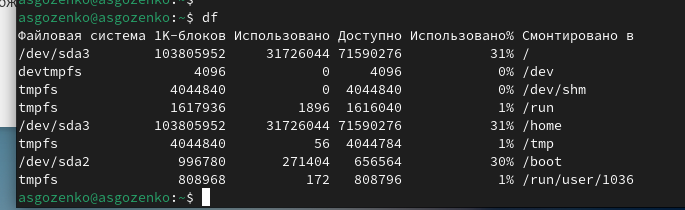 asgozenko@asgozenko:~$
asgozenko@asgozenko:~$ df
Файловая система 1K-блоков Использовано Доступно Использовано% Смонтировано в
/dev/sda3 103805952 31726044 71590276 31% /
devtmpfs 4096 0 4096 0% /dev
tmpfs 4044840 0 4044840 0% /dev/shm
tmpfs 1617936 1896 1616040 1% /run
/dev/sda3 103805952 31726044 71590276 31% /home
tmpfs 4044840 56 4044784 1% /tmp
/dev/sda2 996780 271404 656564 30% /boot
tmpfs 808968 172 808796 1% /run/user/1036
asgozenko@asgozenko:~$